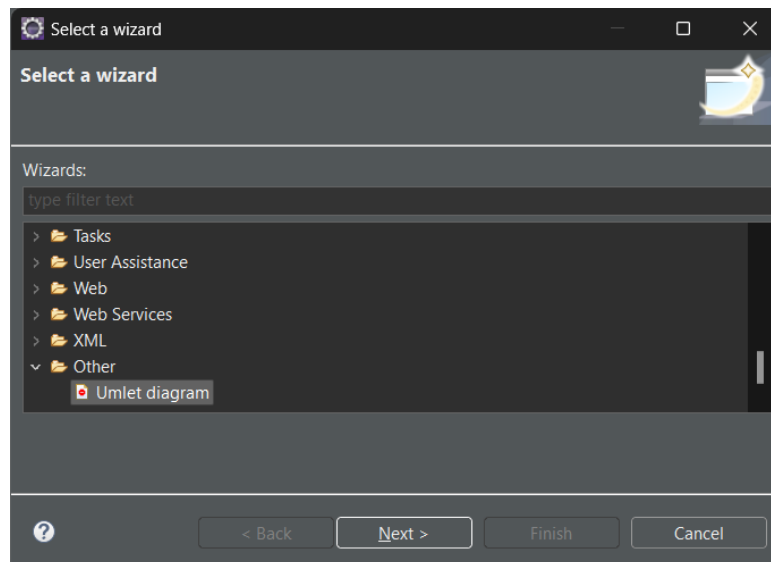 Select a wizard
Select a wizard
Wizards:
type filter text
Tasks
User Assistance
Web
Web Services
XML
Other
Umlet diagram
? < Back Next > Finish Cancel